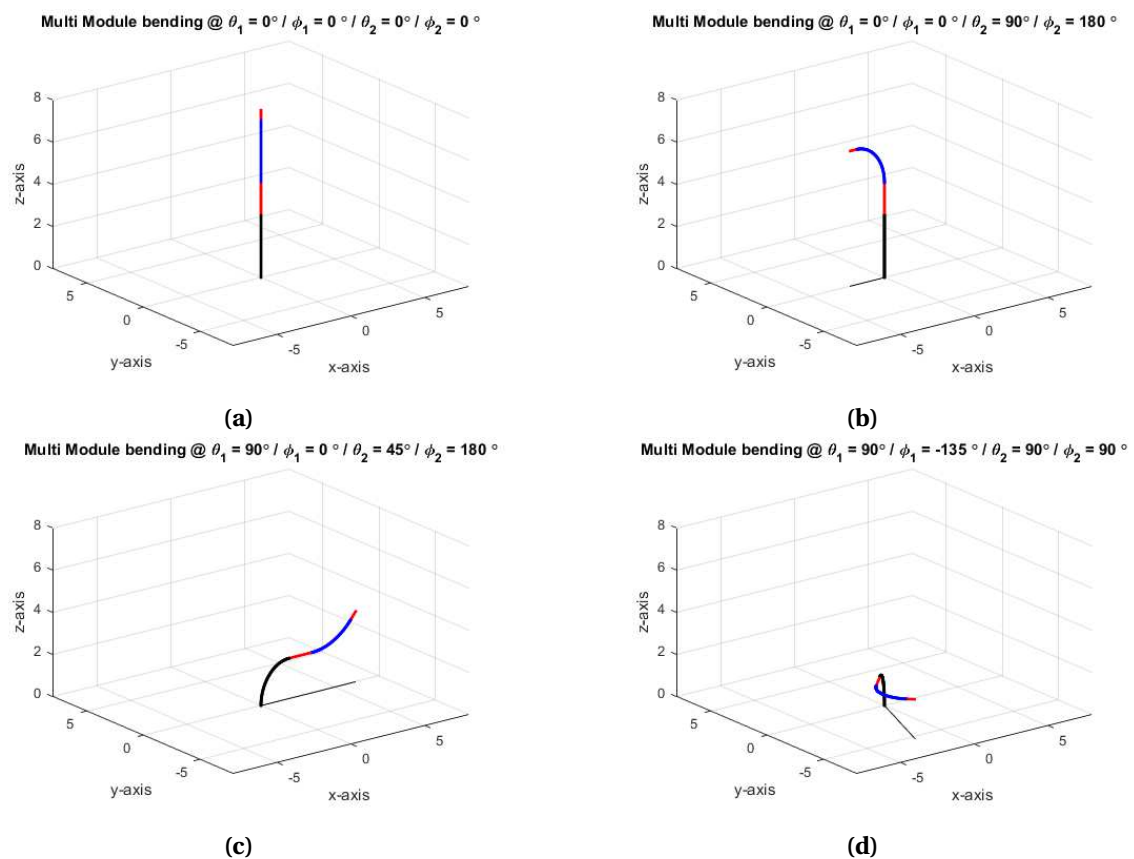 Multi Module bending @ θ1 = 0°/ ϕ1 = 0 °/ θ2 = 0°/ ϕ2 = 0 °
8
6
4
2
0
z-axis
5
0
-5
y-axis
-5
0
5
x-axis
(a)
Multi Module bending @ θ1 = 0°/ ϕ1 = 0 °/ θ2 = 90°/ ϕ2 = 180 °
8
6
4
2
0
z-axis
5
0
-5
y-axis
-5
0
5
x-axis
(b)
Multi Module bending @ θ1 = 90°/ ϕ1 = 0 °/ θ2 = 45°/ ϕ2 = 180 °
8
6
4
2
0
z-axis
5
0
-5
y-axis
-5
0
5
x-axis
(c)
Multi Module bending @ θ1 = 90°/ ϕ1 = -135 °/ θ2 = 90°/ ϕ2 = 90 °
8
6
4
2
0
z-axis
5
0
-5
y-axis
-5
0
5
x-axis
(d)